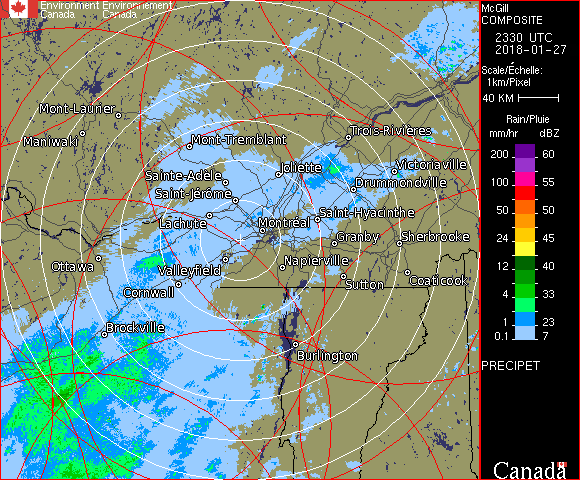 Environment Environnement
Canada Canada
McGill
COMPOSITE
2330 UTC
2018-01-27
Scale/Échelle:
1km/Pixel
40 KM
Rain/Pluie
mm/hr dBZ
200 60
100 55
50 50
24 45
12 40
4 33
1 23
0.1 7
PRECIPET
Canada
Mont-Laurier
Maniwaki
Mont-Tremblant
Trois-Rivières
Joliette
Victoriaville
Sainte-Adèle
Drummondville
Saint-Jérôme
Lachute
Montréal
Saint-Hyacinthe
Granby
Sherbrooke
Ottawa
Valleyfield
Napierville
Cornwall
Sutton
Coaticook
Brockville
Burlington